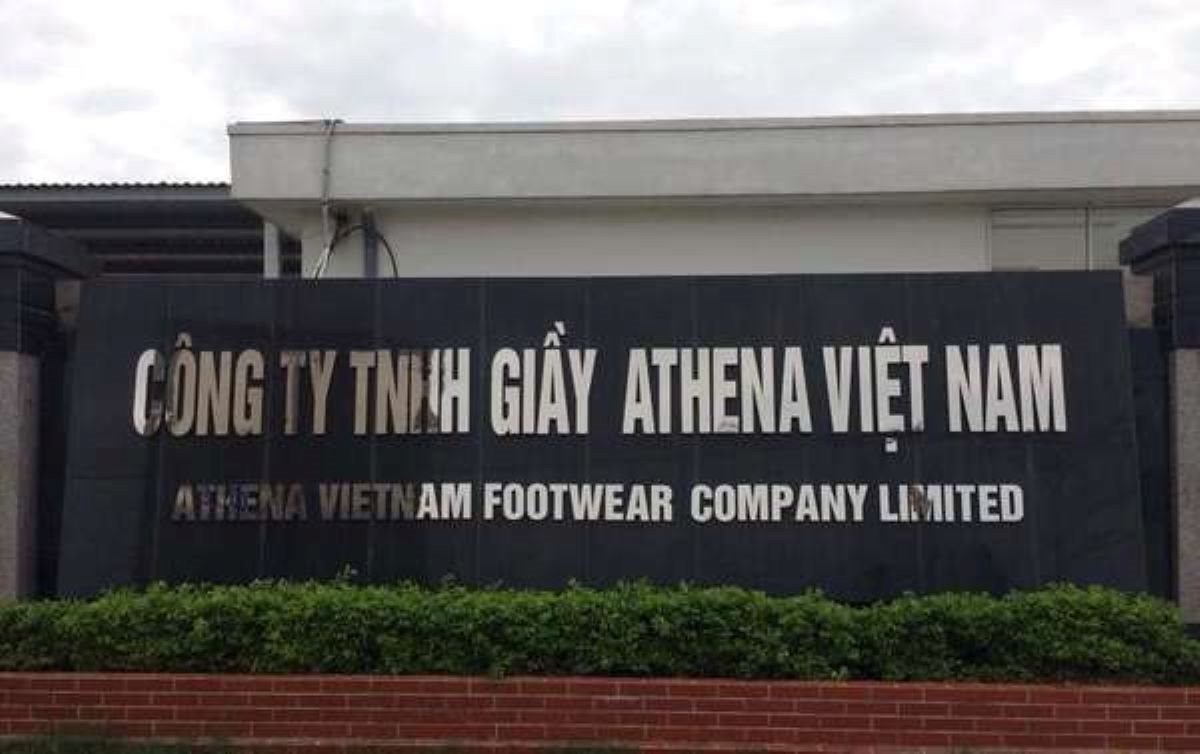 CÔNG TY TNHH GIẦY ATHENA VIỆT NAM
ATHENA VIETNAM FOOTWEAR COMPANY LIMITED